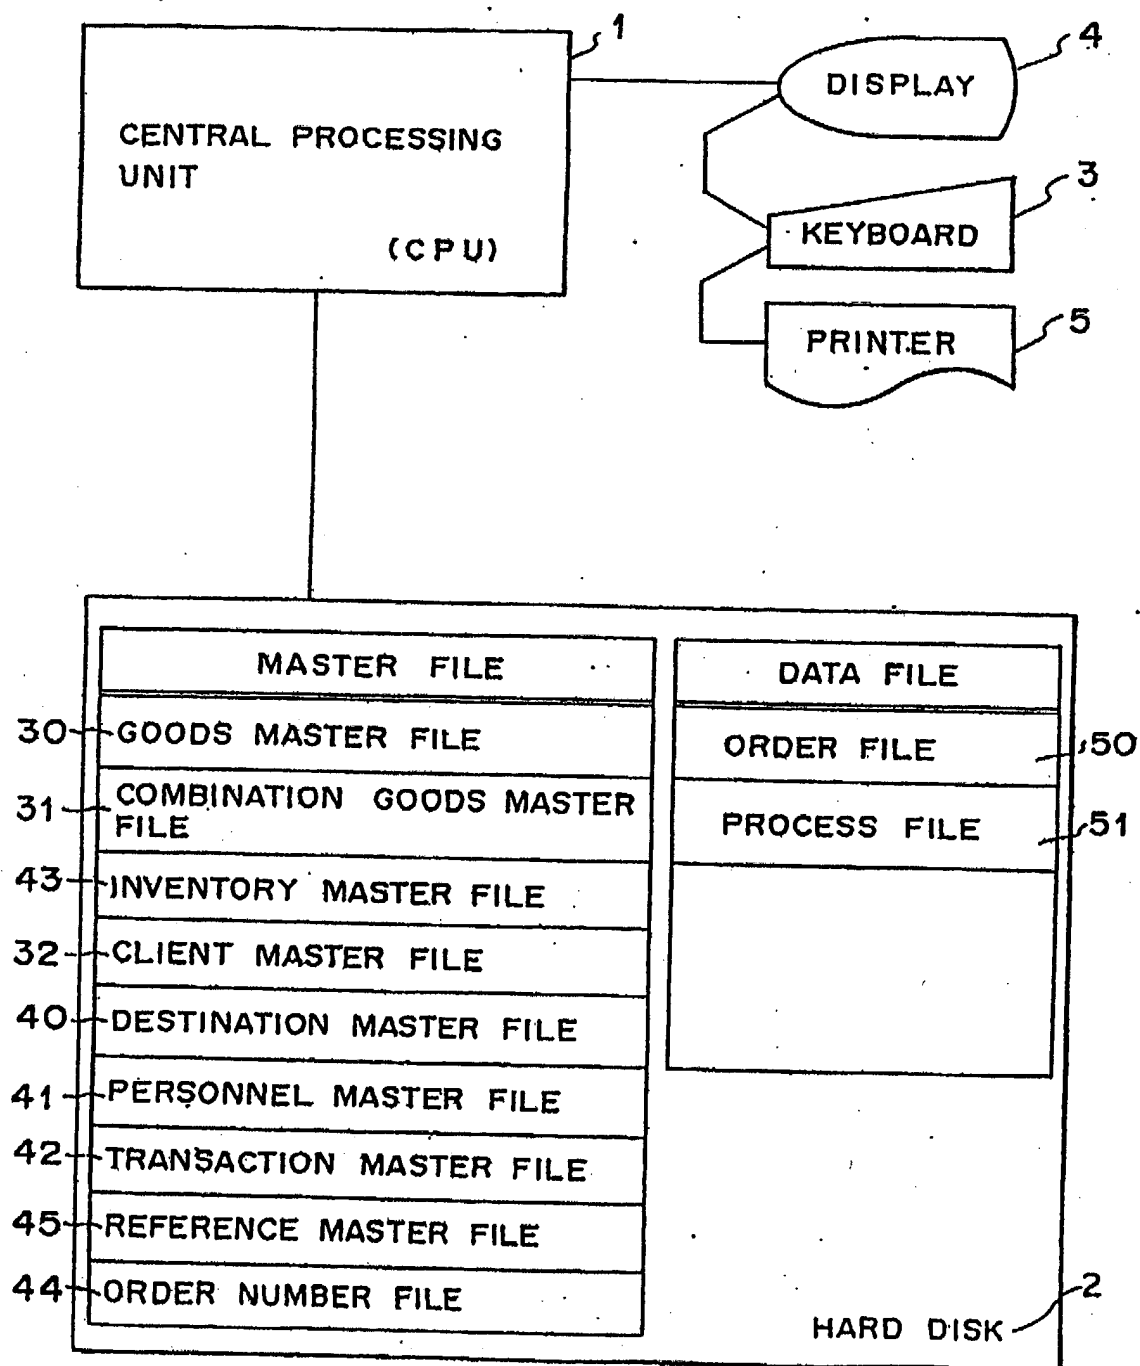 1
CENTRAL PROCESSING
UNIT
(CPU)
4
DISPLAY
3
KEYBOARD
5
PRINTER
MASTER FILE
30 GOODS MASTER FILE
31 COMBINATION GOODS MASTER
FILE
43 INVENTORY MASTER FILE
32 CLIENT MASTER FILE
40 DESTINATION MASTER FILE
41 PERSONNEL MASTER FILE
42 TRANSACTION MASTER FILE
45 REFERENCE MASTER FILE
44 ORDER NUMBER FILE
DATA FILE
ORDER FILE 50
PROCESS FILE 51
HARD DISK 2